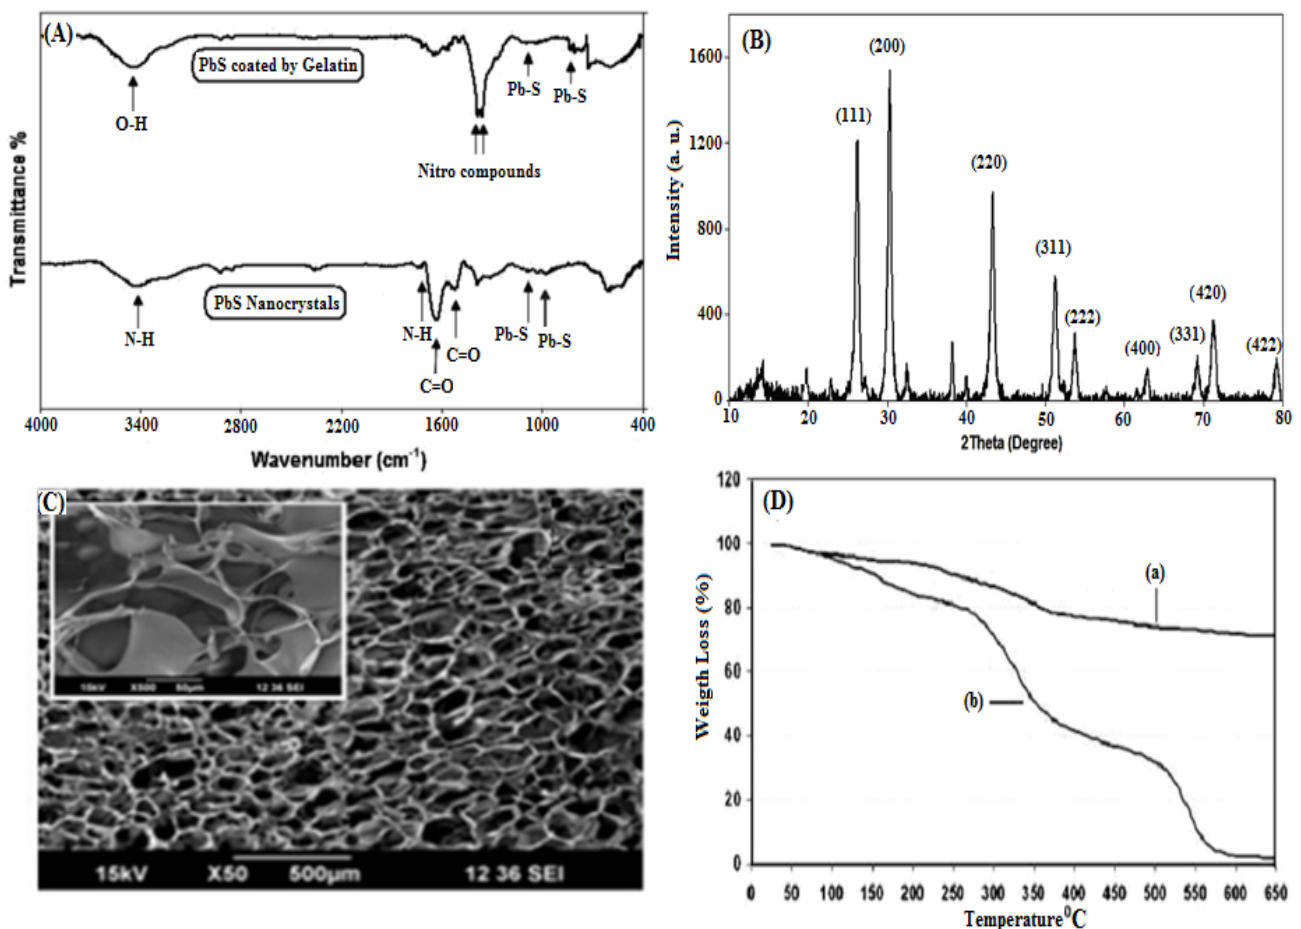 (A)
PbS coated by Gelatin
O-H
Pb-S
Pb-S
Nitro compounds
PbS Nanocrystals
N-H
N-H
C=O
C=O
Pb-S
Pb-S
Transmittance %
4000 3400 2800 2200 1600 1000 400
Wavenumber (cm⁻¹)
(B)
(111)
(200)
(220)
(311)
(222)
(400)
(331)
(420)
(422)
Intensity (a. u.)
1600
1200
800
400
0
10 20 30 40 50 60 70 80
2Theta (Degree)
(C)
15kV X500 50µm 12 36 SEI
15kV X50 500µm 12 36 SEI
(D)
(a)
(b)
Weigth Loss (%)
120
100
80
60
40
20
0
0 50 100 150 200 250 300 350 400 450 500 550 600 650
Temperature⁰C